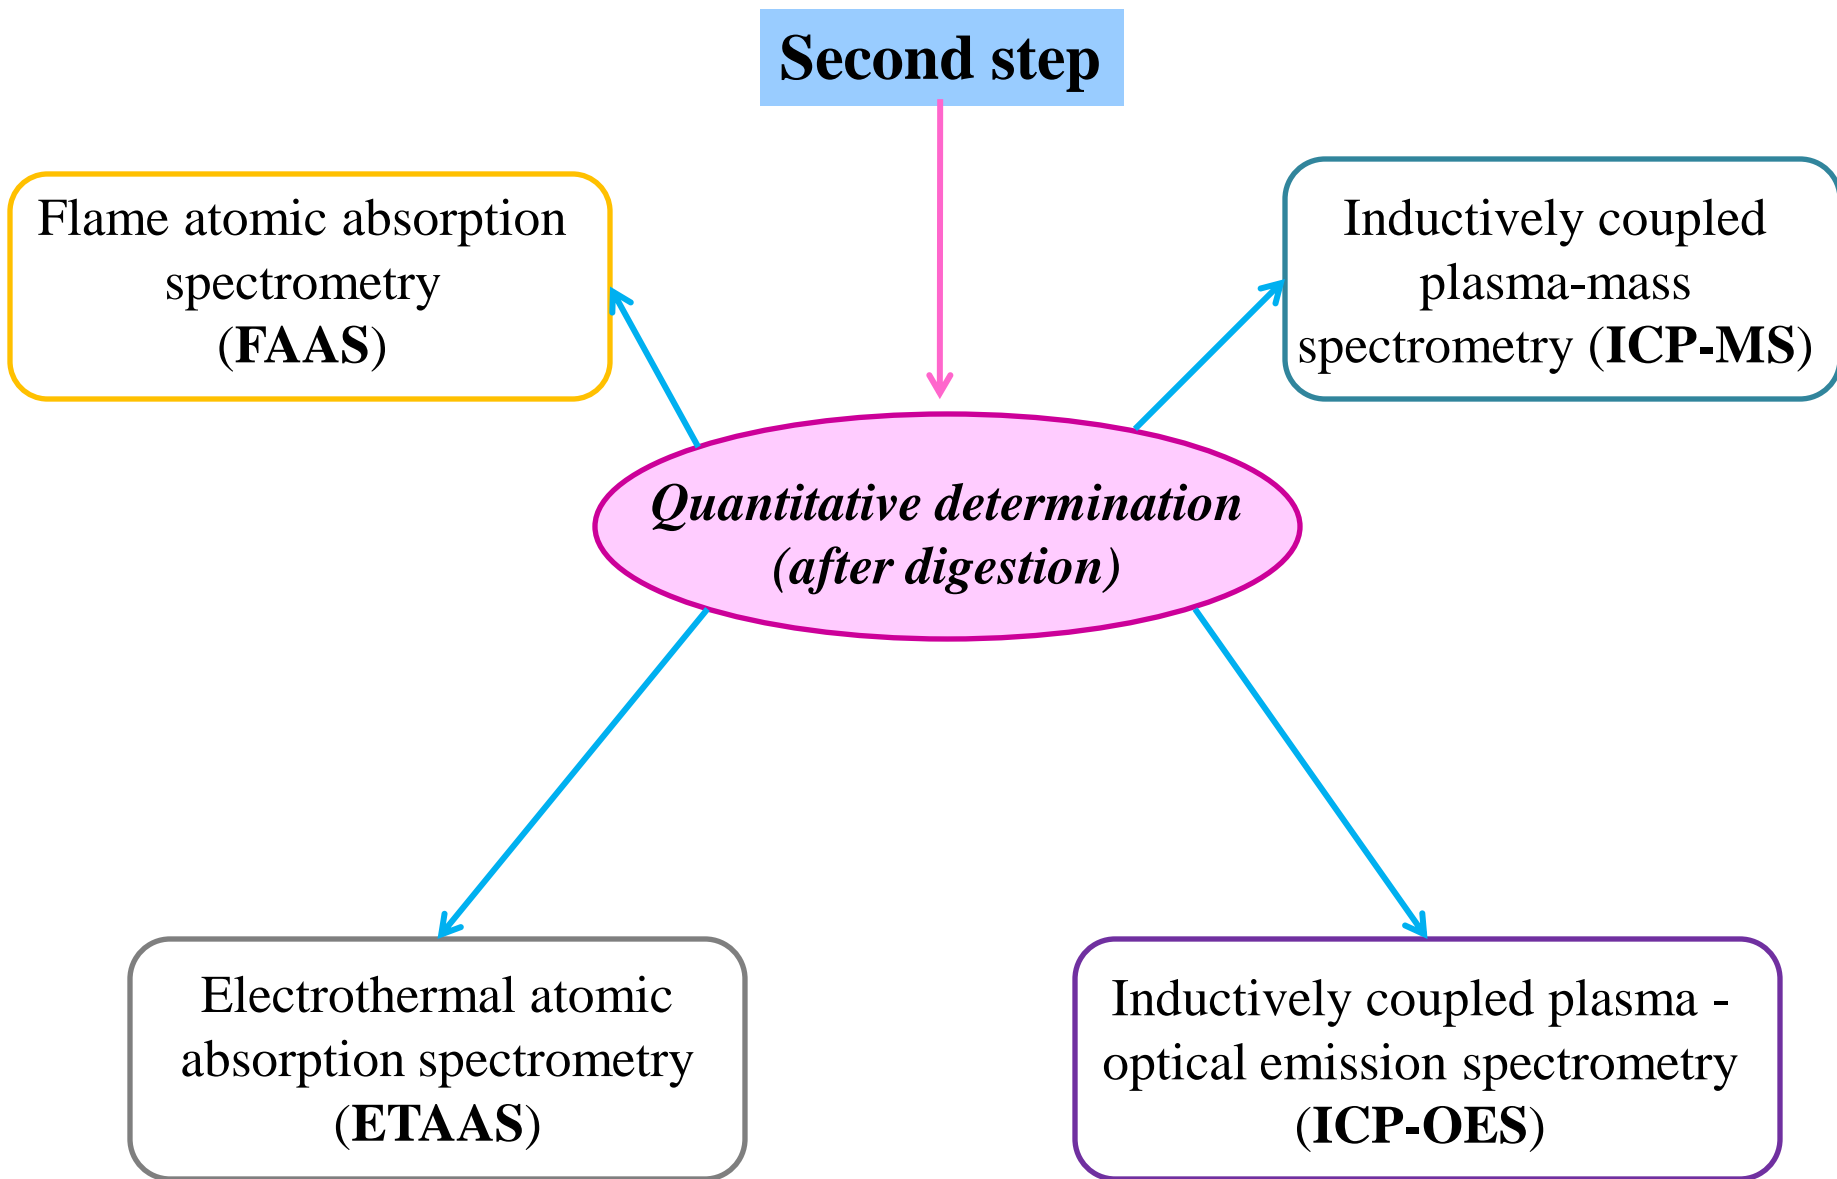 Second step
Flame atomic absorption
spectrometry
(FAAS)
Inductively coupled
plasma-mass
spectrometry (ICP-MS)
Quantitative determination
(after digestion)
Electrothermal atomic
absorption spectrometry
(ETAAS)
Inductively coupled plasma -
optical emission spectrometry
(ICP-OES)